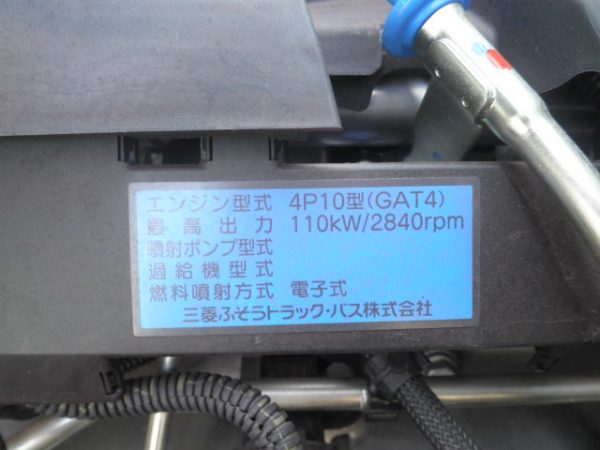 エンジン型式 4P10型(GAT4)
最高出力 110kW/2840rpm
噴射ポンプ型式
過給機型式
燃料噴射方式 電子式
三菱ふそうトラック・バス株式会社